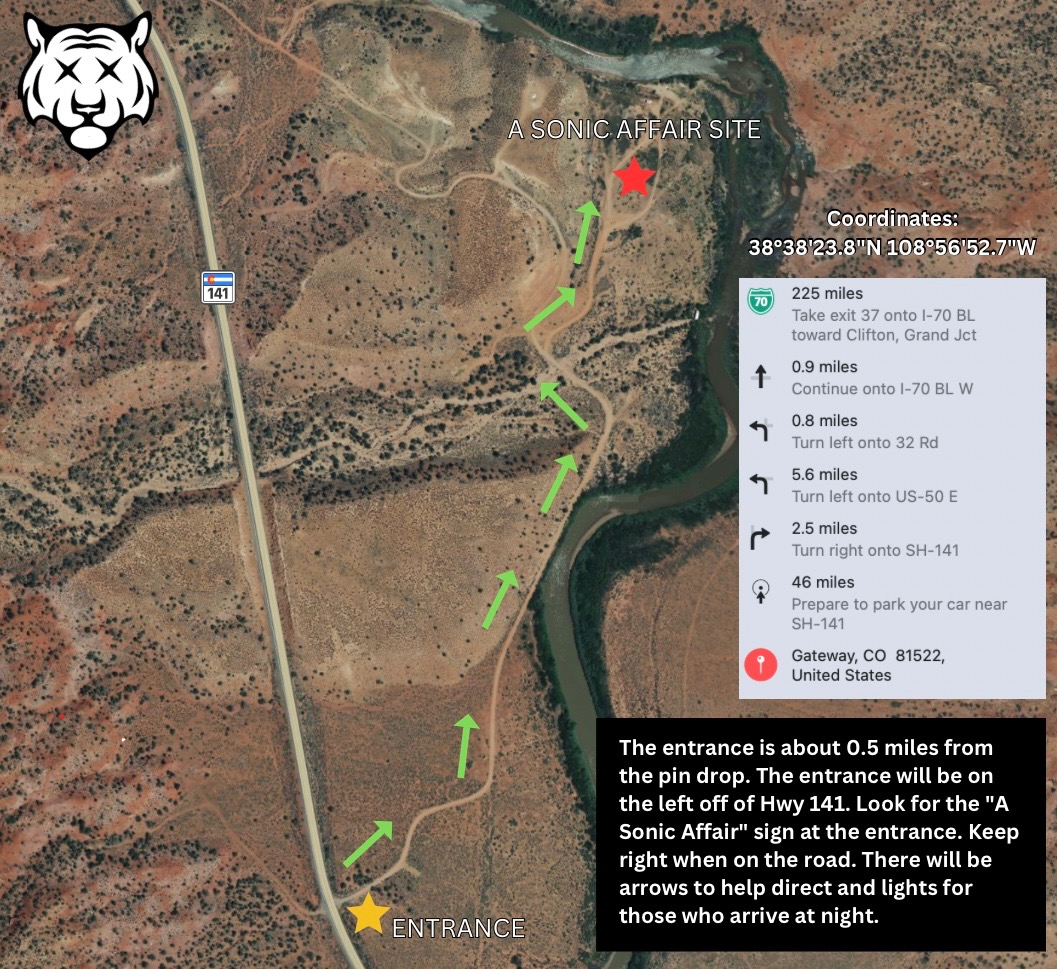 A SONIC AFFAIR SITE
Coordinates:
38°38'23.8"N 108°56'52.7"W
141
70
225 miles
Take exit 37 onto I-70 BL
toward Clifton, Grand Jct
0.9 miles
Continue onto I-70 BL W
0.8 miles
Turn left onto 32 Rd
5.6 miles
Turn left onto US-50 E
2.5 miles
Turn right onto SH-141
46 miles
Prepare to park your car near
SH-141
Gateway, CO  81522,
United States
The entrance is about 0.5 miles from
the pin drop. The entrance will be on
the left off of Hwy 141. Look for the "A
Sonic Affair" sign at the entrance. Keep
right when on the road. There will be
arrows to help direct and lights for
those who arrive at night.
ENTRANCE